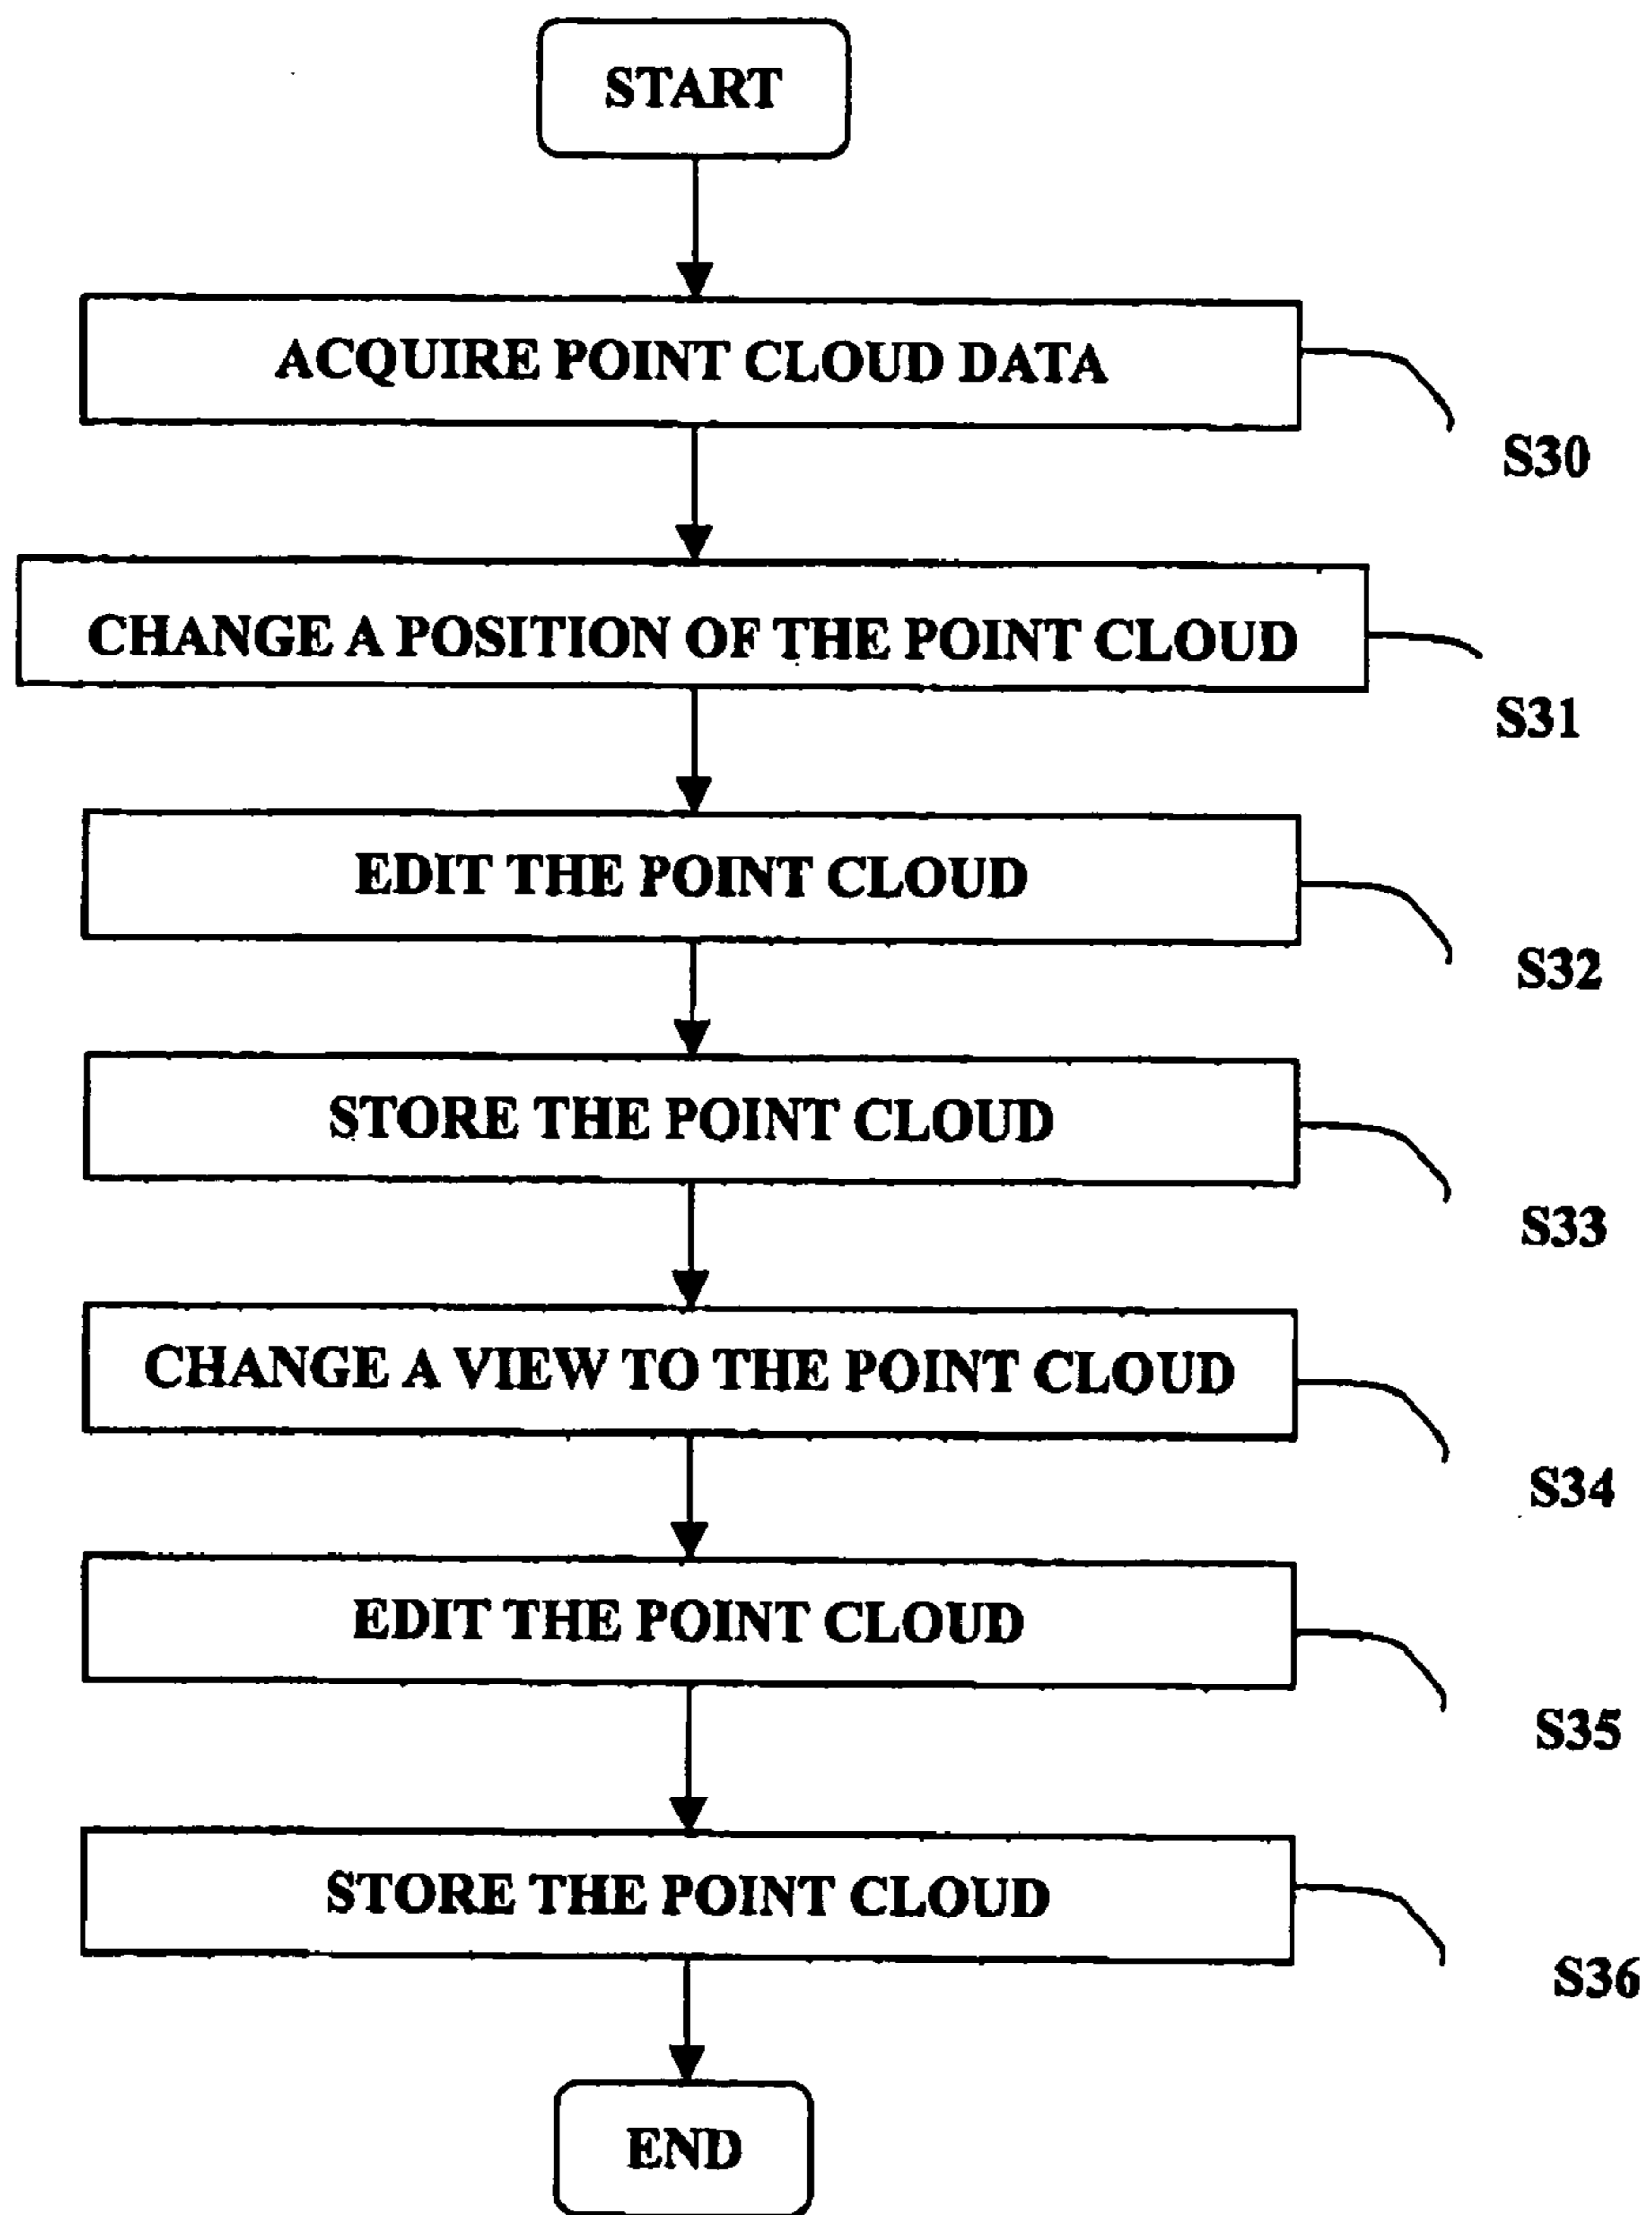 START
ACQUIRE POINT CLOUD DATA
S30
CHANGE A POSITION OF THE POINT CLOUD
S31
EDIT THE POINT CLOUD
S32
STORE THE POINT CLOUD
S33
CHANGE A VIEW TO THE POINT CLOUD
S34
EDIT THE POINT CLOUD
S35
STORE THE POINT CLOUD
S36
END